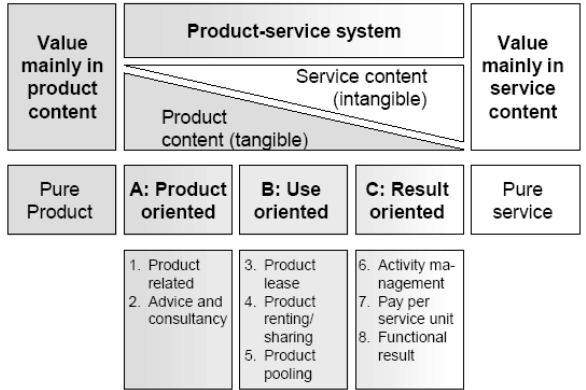 Value
mainly in
product
content
Product-service system
Service content
(intangible)
Product
content (tangible)
Value
mainly in
service
content
Pure
Product
A: Product
oriented
B: Use
oriented
C: Result
oriented
Pure
service
1. Product
related
2. Advice and
consultancy
3. Product
lease
4. Product
renting/
sharing
5. Product
pooling
6. Activity ma-
nagement
7. Pay per
service unit
8. Functional
result